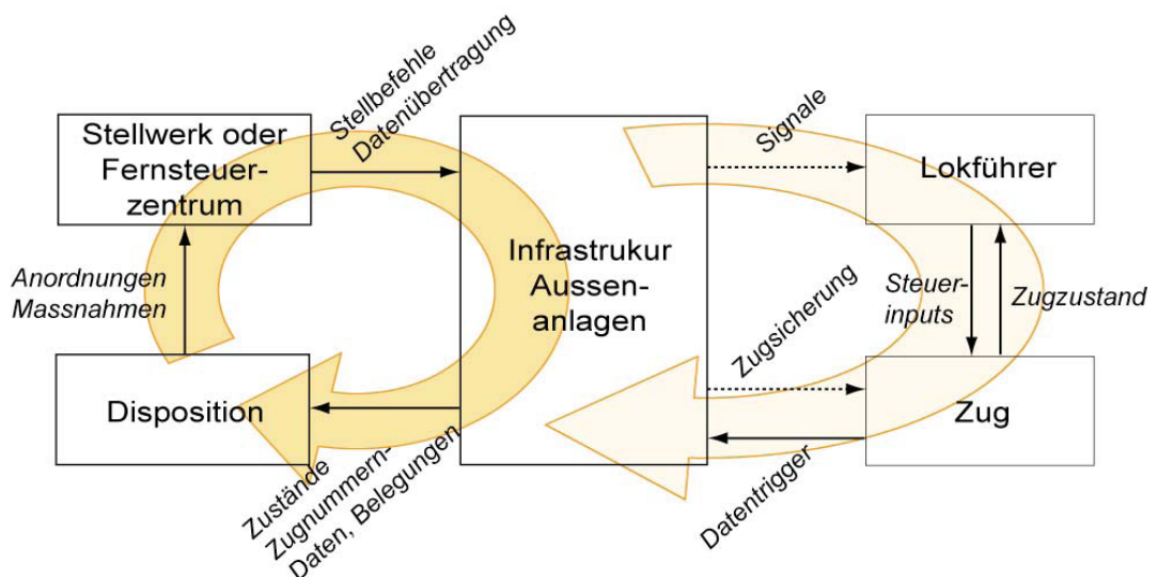 Stellbefehle
Datenübertragung
Signale
Stellwerk oder
Fernsteuer-
zentrum
Lokführer
Anordnungen
Massnahmen
Infrastrukur
Aussen-
anlagen
Steuer-
inputs
Zugzustand
Zugsicherung
Disposition
Zug
Zustände
Zugnummern-
Daten, Belegungen
Datentrigger